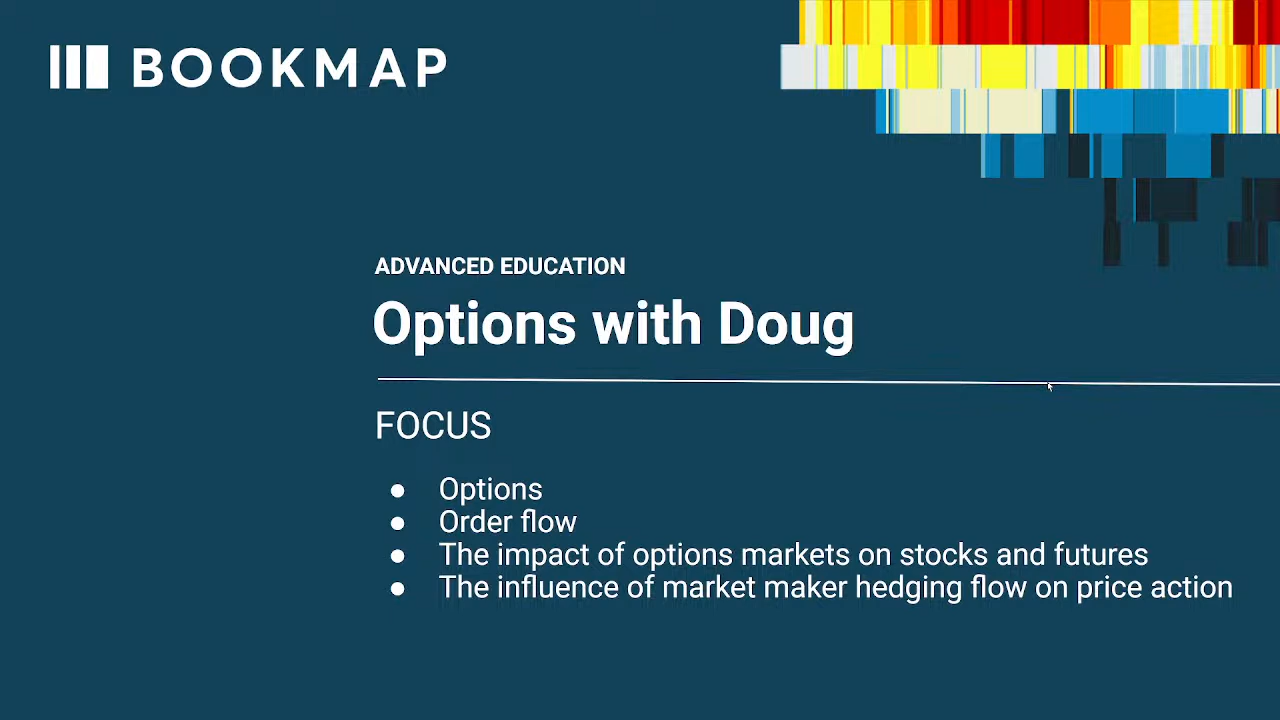 BOOKMAP
ADVANCED EDUCATION
Options with Doug
FOCUS
● Options
● Order flow
● The impact of options markets on stocks and futures
● The influence of market maker hedging flow on price action